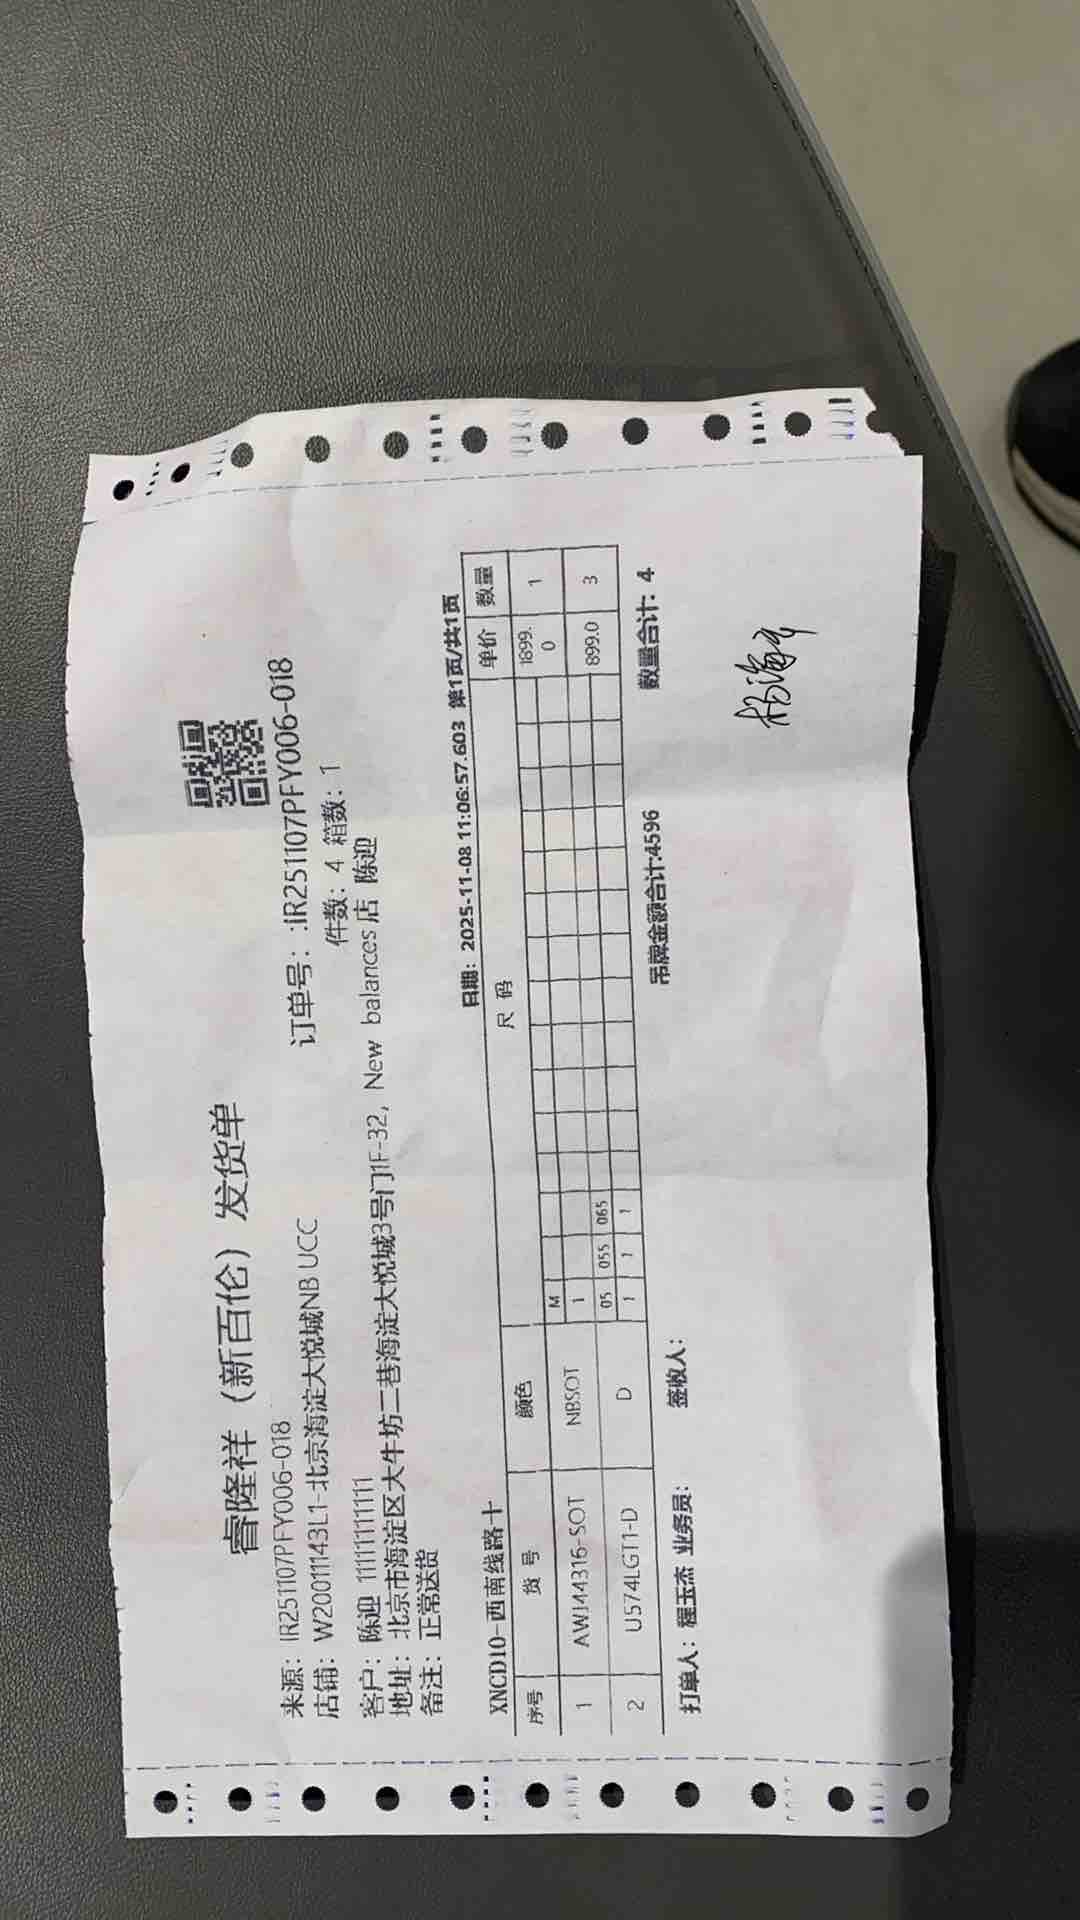 睿隆祥（新百伦）发货单
来源：IR251107PFY006-018 订单号：:IR251107PFY006-018
店铺：W2001143L1-北京海淀大悦城NB UCC 件数：4 箱数：1
客户：陈迎 11111111111
地址：北京市海淀区大牛坊二巷海淀大悦城3号门1F-32, New balances店 陈迎
备注：正常送货
XNCD10-西南线路十 日期：2025-11-08 11:06:57.603 第1页/共1页
序号 货号 颜色 尺码 单价 数量
M
1 AWJ44316-SOT NBSOT 1 1899.0 1
05 055 065
2 U574LGT1-D D 1 1 1 899.0 3
吊牌金额合计:4596 数量合计：4
打单人：程玉杰 业务员： 签收人：